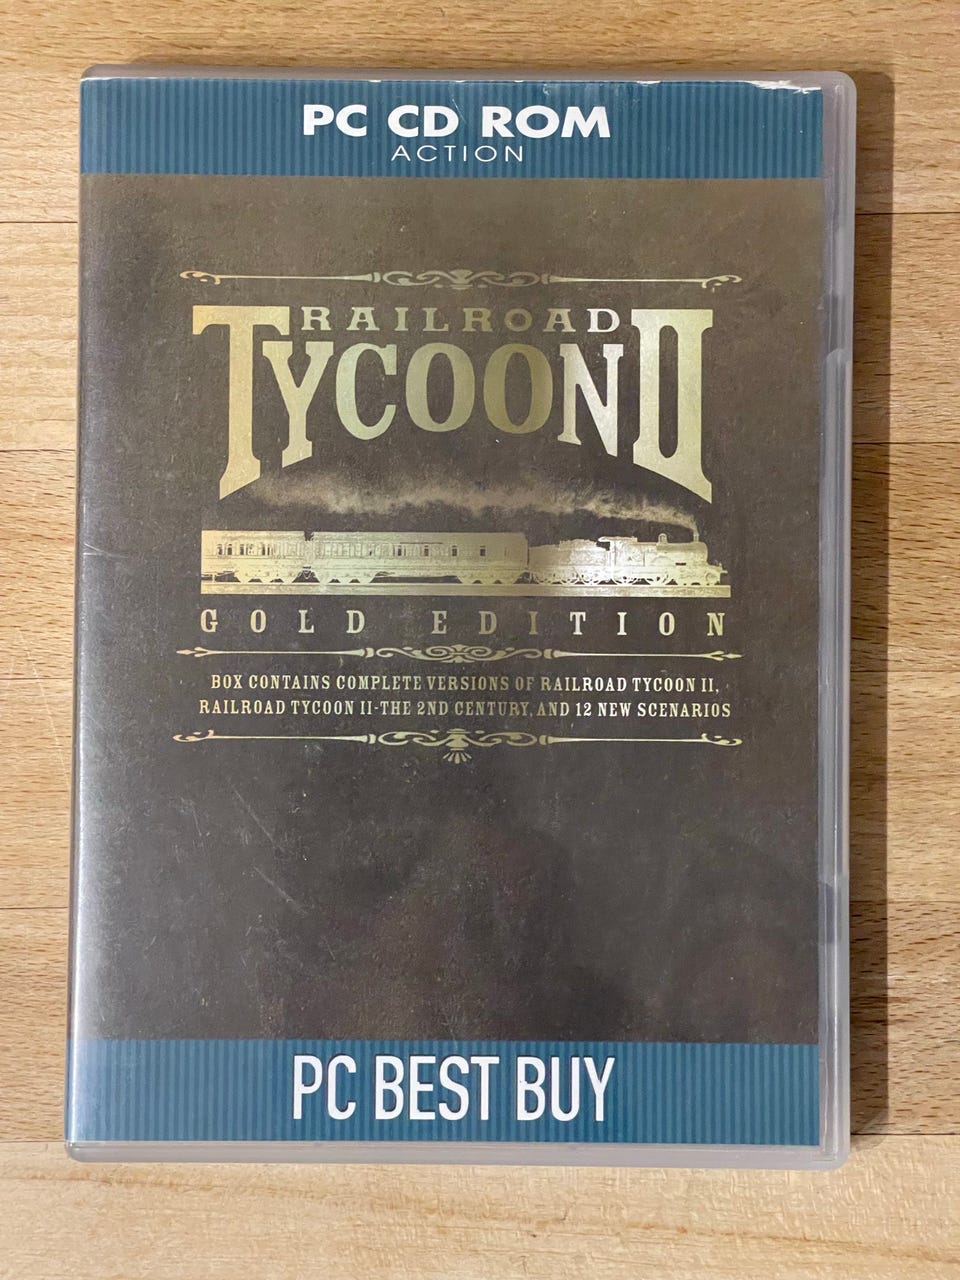 PC CD ROM
ACTION
RAILROAD
TYCOON II
GOLD EDITION
BOX CONTAINS COMPLETE VERSIONS OF RAILROAD TYCOON II,
RAILROAD TYCOON II-THE 2ND CENTURY, AND 12 NEW SCENARIOS
PC BEST BUY